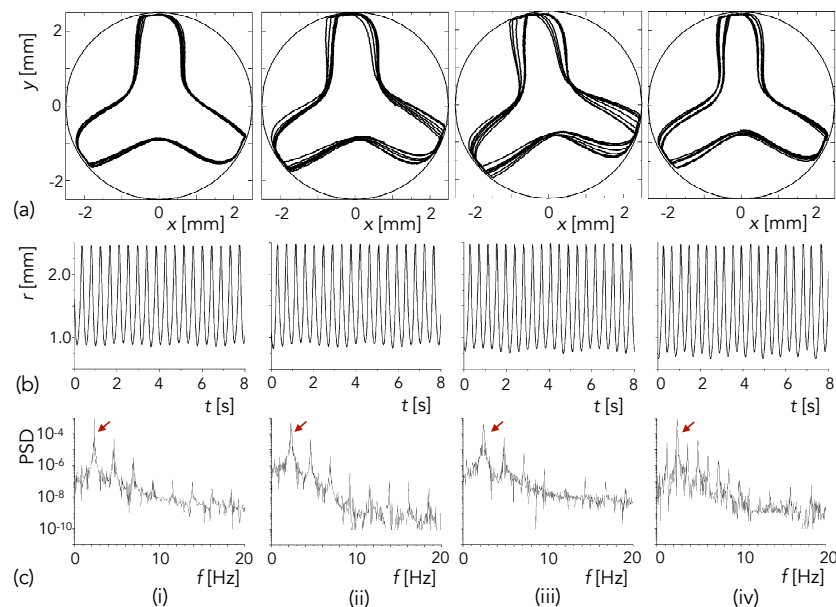 2
y [mm]
0
-2
(a)
−2 0 2 −2 0 2 −2 0 2 −2 0 2
x [mm] x [mm] x [mm] x [mm]
r [mm]
2.0
1.0
(b)
0 2 4 6 8 0 2 4 6 8 0 2 4 6 8 0 2 4 6 8
t [s] t [s] t [s] t [s]
PSD
10-4
10-6
10-8
10-10
0 10 20 0 10 20 0 10 20 0 10 20
(c) f [Hz] f [Hz] f [Hz] f [Hz]
(i) (ii) (iii) (iv)